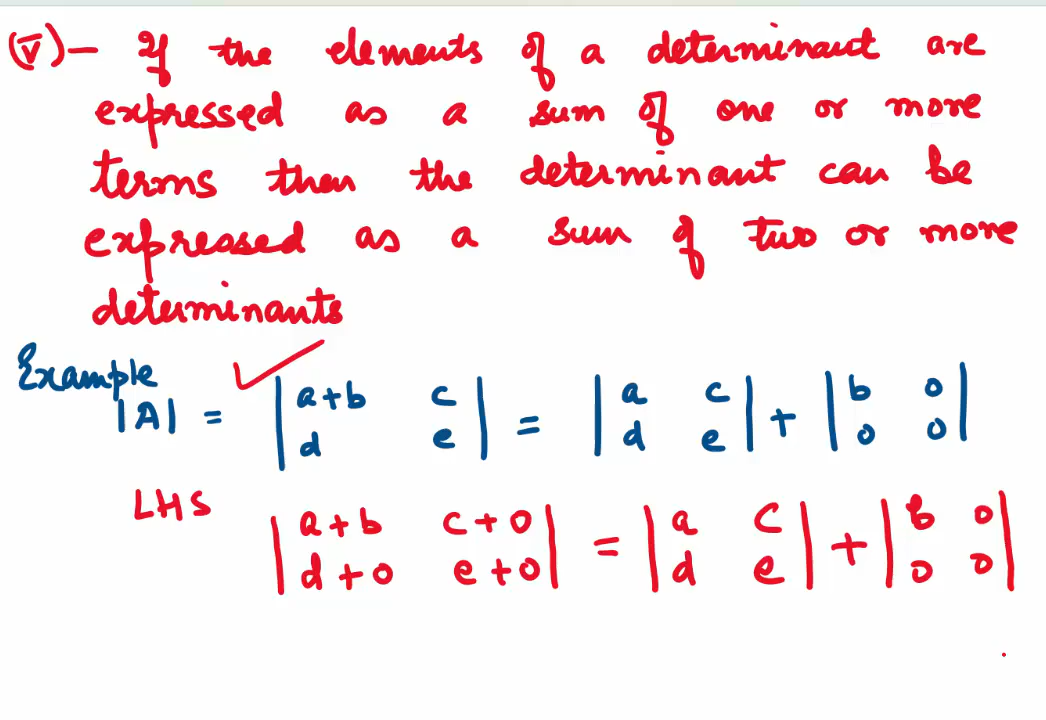 (v)- If the elements of a determinant are
expressed as a sum of one or more
terms then the determinant can be
expressed as a sum of two or more
determinants
Example
|A| = |a+b c| = |a c| + |b 0|
|d e| |d e| |0 0|
LHS
|a+b c+0| = |a c| + |b 0|
|d+0 e+0| |d e| |0 0|